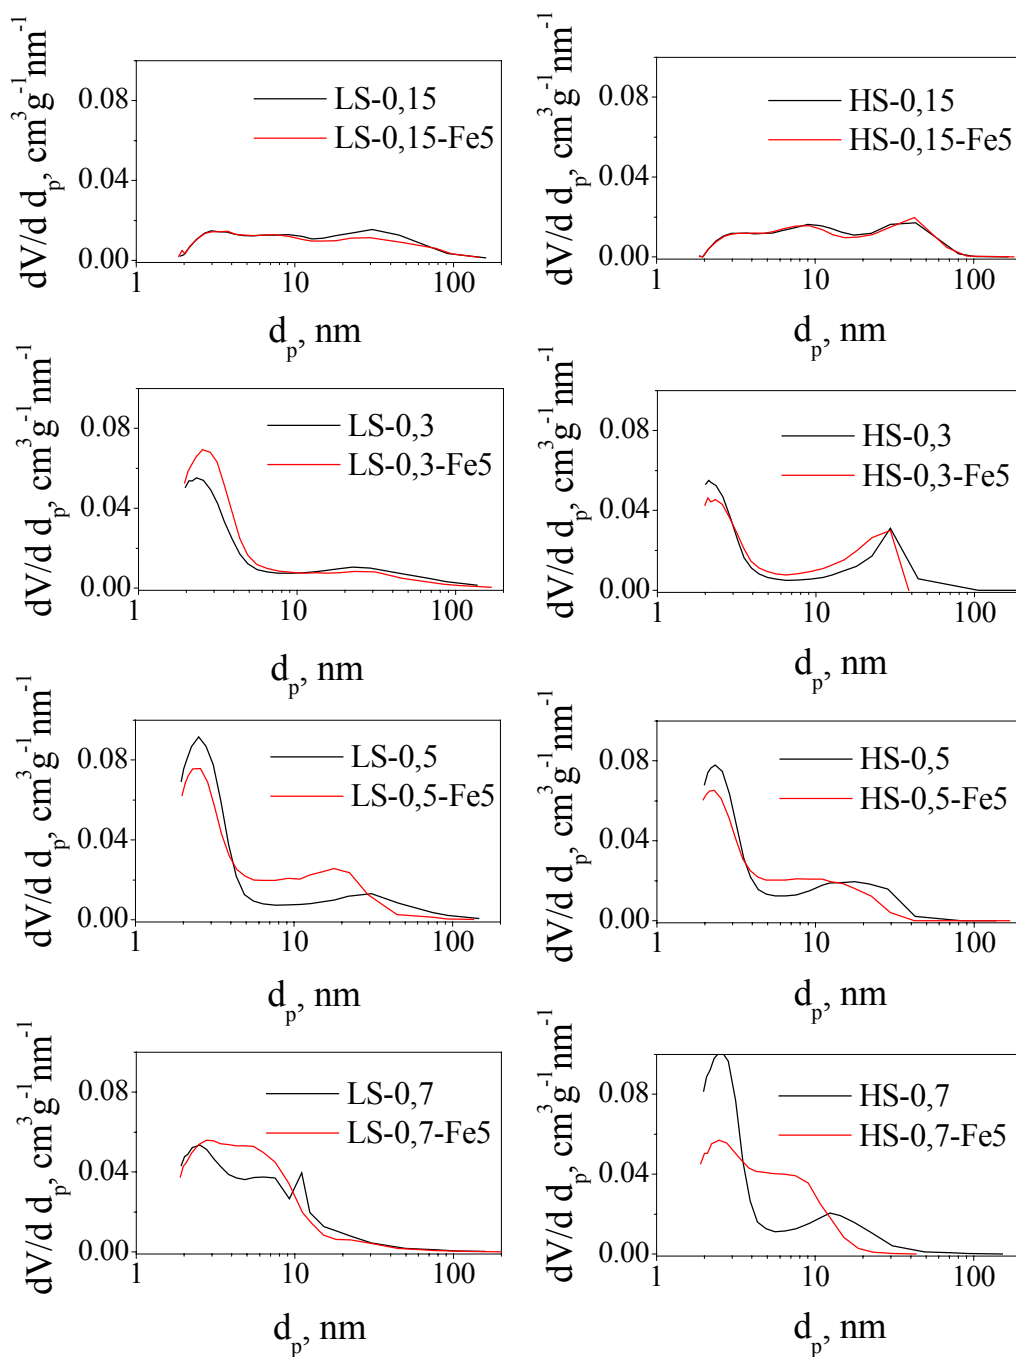 dV/d dp, cm3g-1nm-1
0.08
0.04
0.00
LS-0,15
LS-0,15-Fe5
1 10 100
dp, nm
dV/d dp, cm3g-1nm-1
0.08
0.04
0.00
HS-0,15
HS-0,15-Fe5
1 10 100
dp, nm
dV/d dp, cm3g-1nm-1
0.08
0.04
0.00
LS-0,3
LS-0,3-Fe5
1 10 100
dp, nm
dV/d dp, cm3g-1nm-1
0.08
0.04
0.00
HS-0,3
HS-0,3-Fe5
1 10 100
dp, nm
dV/d dp, cm3g-1nm-1
0.08
0.04
0.00
LS-0,5
LS-0,5-Fe5
1 10 100
dp, nm
dV/d dp, cm3g-1nm-1
0.08
0.04
0.00
HS-0,5
HS-0,5-Fe5
1 10 100
dp, nm
dV/d dp, cm3g-1nm-1
0.08
0.04
0.00
LS-0,7
LS-0,7-Fe5
1 10 100
dp, nm
dV/d dp, cm3g-1nm-1
0.08
0.04
0.00
HS-0,7
HS-0,7-Fe5
1 10 100
dp, nm